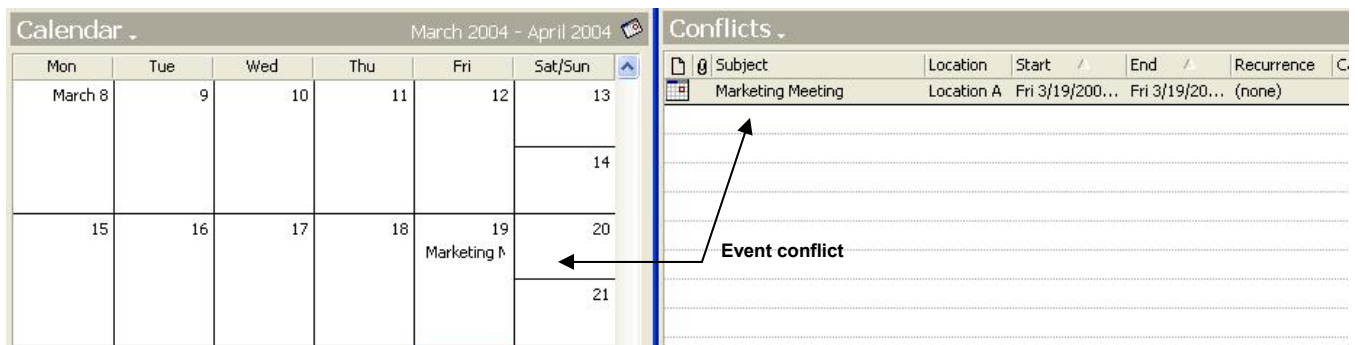 Calendar
March 2004 - April 2004
Mon Tue Wed Thu Fri Sat/Sun
March 8 9 10 11 12 13
14
15 16 17 18 19 20
Marketing M
21
Conflicts
Subject Location Start End Recurrence C
Marketing Meeting Location A Fri 3/19/200... Fri 3/19/20... (none)
Event conflict